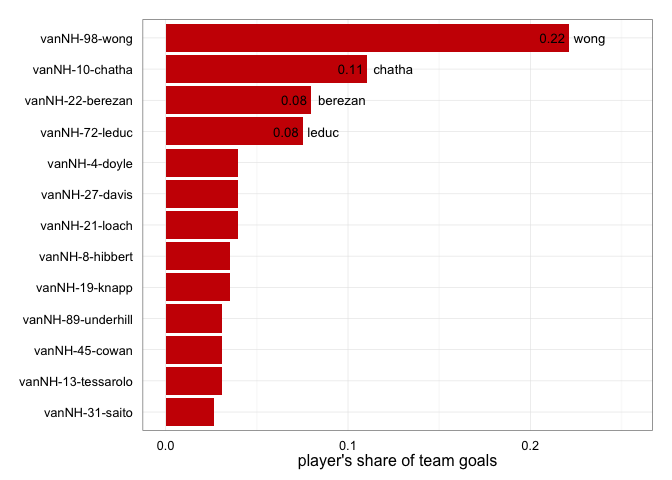 vanNH-98-wong 0.22 wong
vanNH-10-chatha 0.11 chatha
vanNH-22-berezan 0.08 berezan
vanNH-72-leduc 0.08 leduc
vanNH-4-doyle
vanNH-27-davis
vanNH-21-loach
vanNH-8-hibbert
vanNH-19-knapp
vanNH-89-underhill
vanNH-45-cowan
vanNH-13-tessarolo
vanNH-31-saito
0.0 0.1 0.2
player's share of team goals